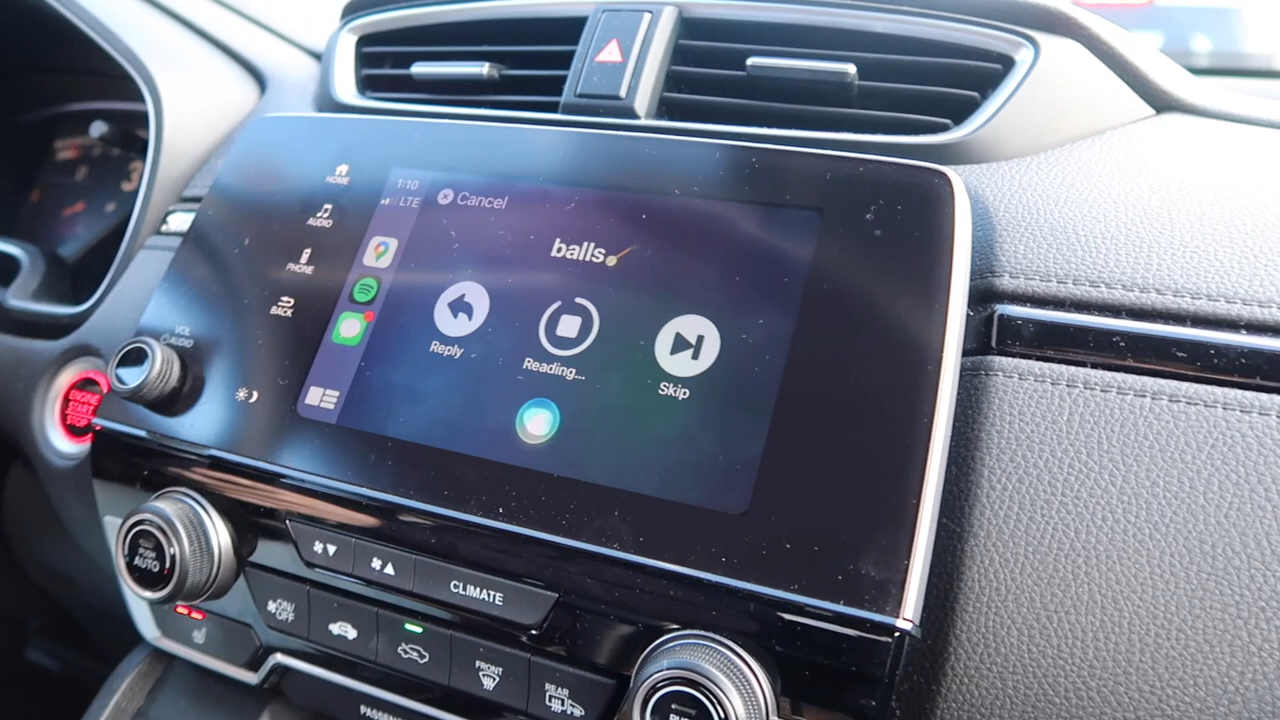 HOME
AUDIO
PHONE
BACK
VOL
AUDIO
1:10
LTE
Cancel
balls
Reply
Reading...
Skip
3
ENGINE
START
STOP
PUSH
AUTO
CLIMATE
ON/
OFF
FRONT
REAR